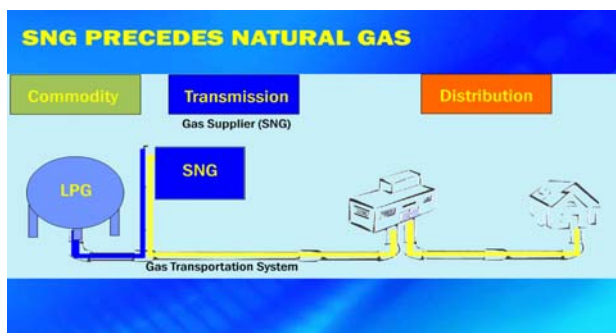 SNG PRECEDES NATURAL GAS
Commodity
Transmission
Distribution
Gas Supplier (SNG)
LPG
SNG
Gas Transportation System